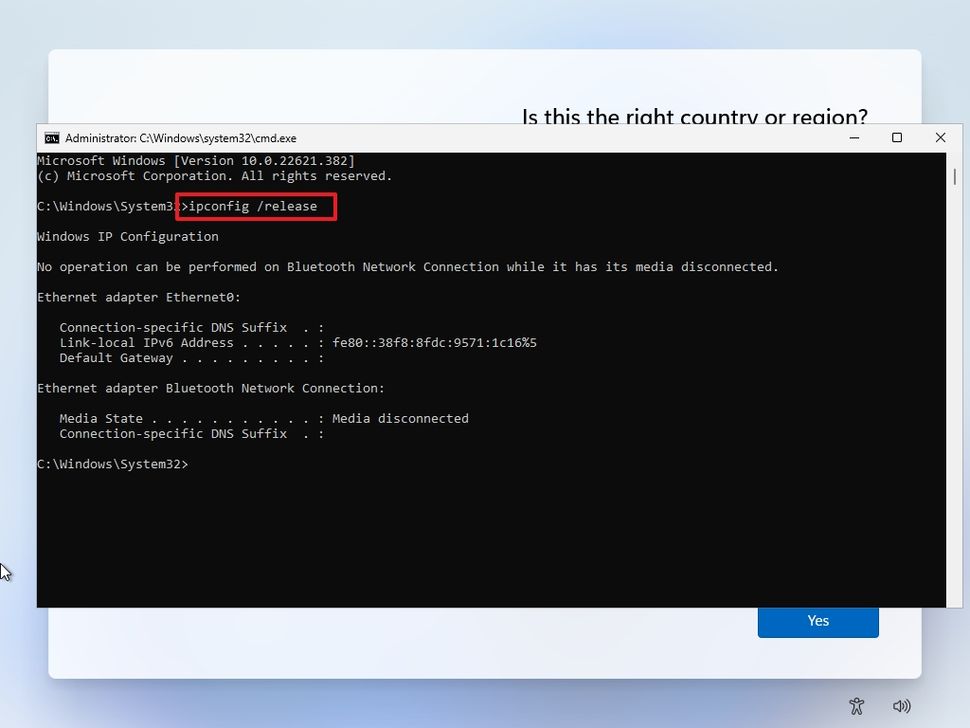 Is this the right country or region?
Administrator: C:\Windows\system32\cmd.exe
Microsoft Windows [Version 10.0.22621.382]
(c) Microsoft Corporation. All rights reserved.
C:\Windows\System32>ipconfig /release
Windows IP Configuration
No operation can be performed on Bluetooth Network Connection while it has its media disconnected.
Ethernet adapter Ethernet0:
Connection-specific DNS Suffix  . :
Link-local IPv6 Address . . . . . : fe80::38f8:8fdc:9571:1c16%5
Default Gateway . . . . . . . . . :
Ethernet adapter Bluetooth Network Connection:
Media State . . . . . . . . . . . : Media disconnected
Connection-specific DNS Suffix  . :
C:\Windows\System32>
Yes